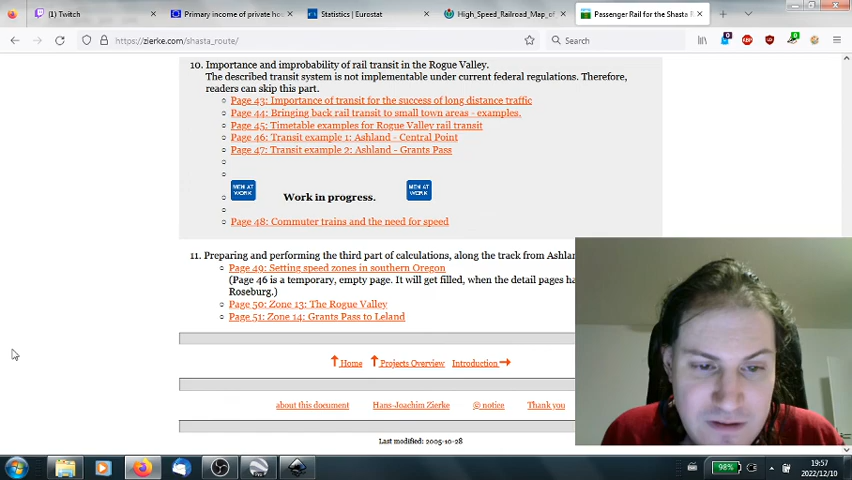 (1) Twitch
Primary income of private hou
Statistics | Eurostat
High_Speed_Railroad_Map_of
Passenger Rail for the Shasta R
https://zierke.com/shasta_route/
Search
10. Importance and improbability of rail transit in the Rogue Valley.
The described transit system is not implementable under current federal regulations. Therefore,
readers can skip this part.
Page 43: Importance of transit for the success of long distance traffic
Page 44: Bringing back rail transit to small town areas - examples.
Page 45: Timetable examples for Rogue Valley rail transit
Page 46: Transit example 1: Ashland - Central Point
Page 47: Transit example 2: Ashland - Grants Pass
MEN AT WORK Work in progress. MEN AT WORK
Page 48: Commuter trains and the need for speed
11. Preparing and performing the third part of calculations, along the track from Ashlan
Page 49: Setting speed zones in southern Oregon
(Page 46 is a temporary, empty page. It will get filled, when the detail pages ha
Roseburg.)
Page 50: Zone 13: The Rogue Valley
Page 51: Zone 14: Grants Pass to Leland
Home Projects Overview Introduction
about this document Hans-Joachim Zierke @ notice Thank you
Last modified: 2005-10-28
98%
19:57
2022/12/10